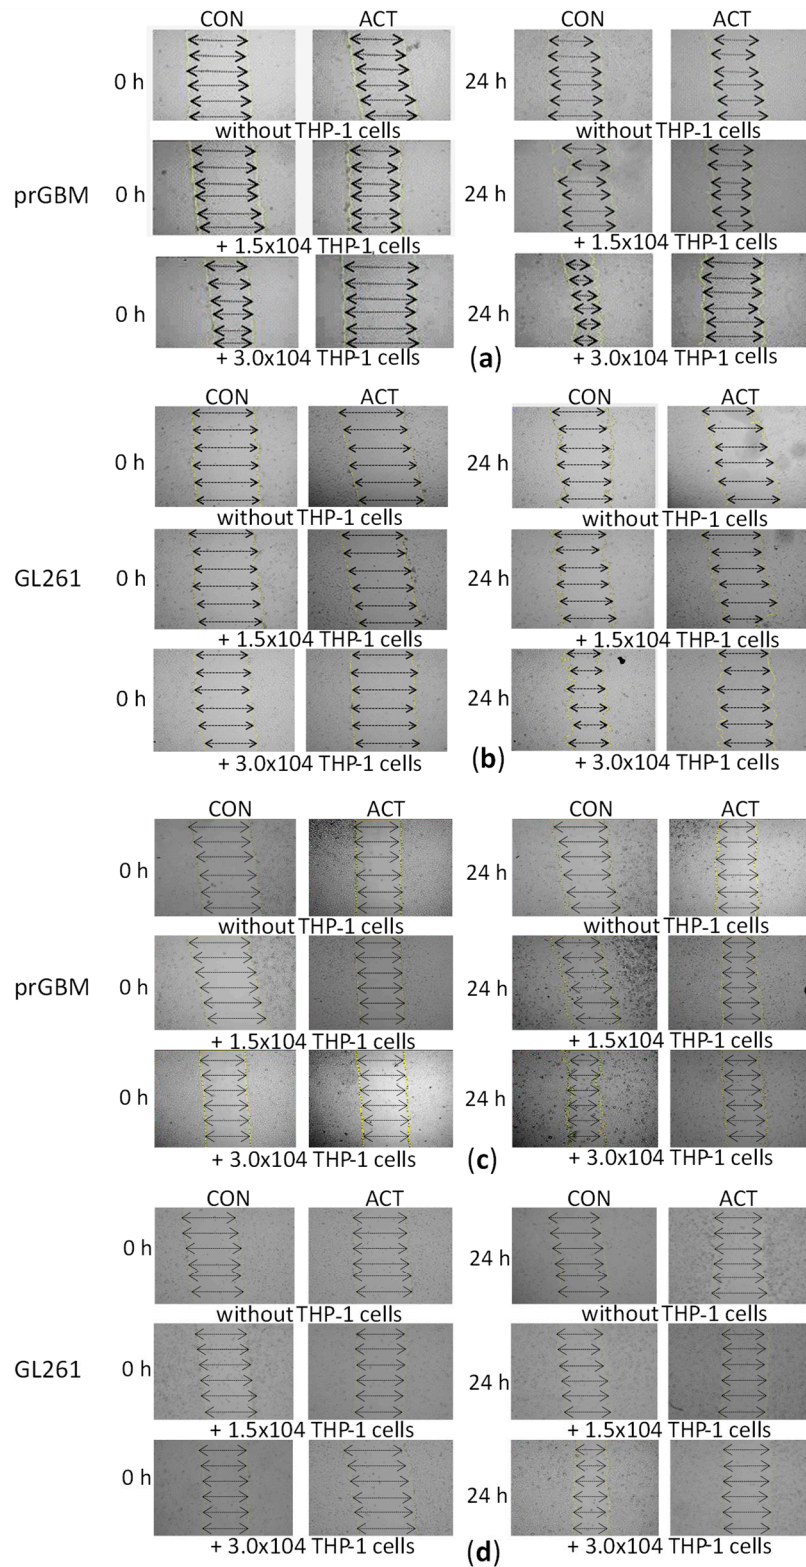 CON ACT
0 h 24 h
without THP-1 cells without THP-1 cells
prGBM 0 h 24 h
+ 1.5x104 THP-1 cells + 1.5x104 THP-1 cells
0 h 24 h
+ 3.0x104 THP-1 cells (a) + 3.0x104 THP-1 cells
CON ACT CON ACT
0 h 24 h
without THP-1 cells without THP-1 cells
GL261 0 h 24 h
+ 1.5x104 THP-1 cells + 1.5x104 THP-1 cells
0 h 24 h
+ 3.0x104 THP-1 cells (b) + 3.0x104 THP-1 cells
CON ACT CON ACT
0 h 24 h
without THP-1 cells without THP-1 cells
prGBM 0 h 24 h
+ 1.5x104 THP-1 cells + 1.5x104 THP-1 cells
0 h 24 h
+ 3.0x104 THP-1 cells (c) + 3.0x104 THP-1 cells
CON ACT CON ACT
0 h 24 h
without THP-1 cells without THP-1 cells
GL261 0 h 24 h
+ 1.5x104 THP-1 cells + 1.5x104 THP-1 cells
0 h 24 h
+ 3.0x104 THP-1 cells (d) + 3.0x104 THP-1 cells